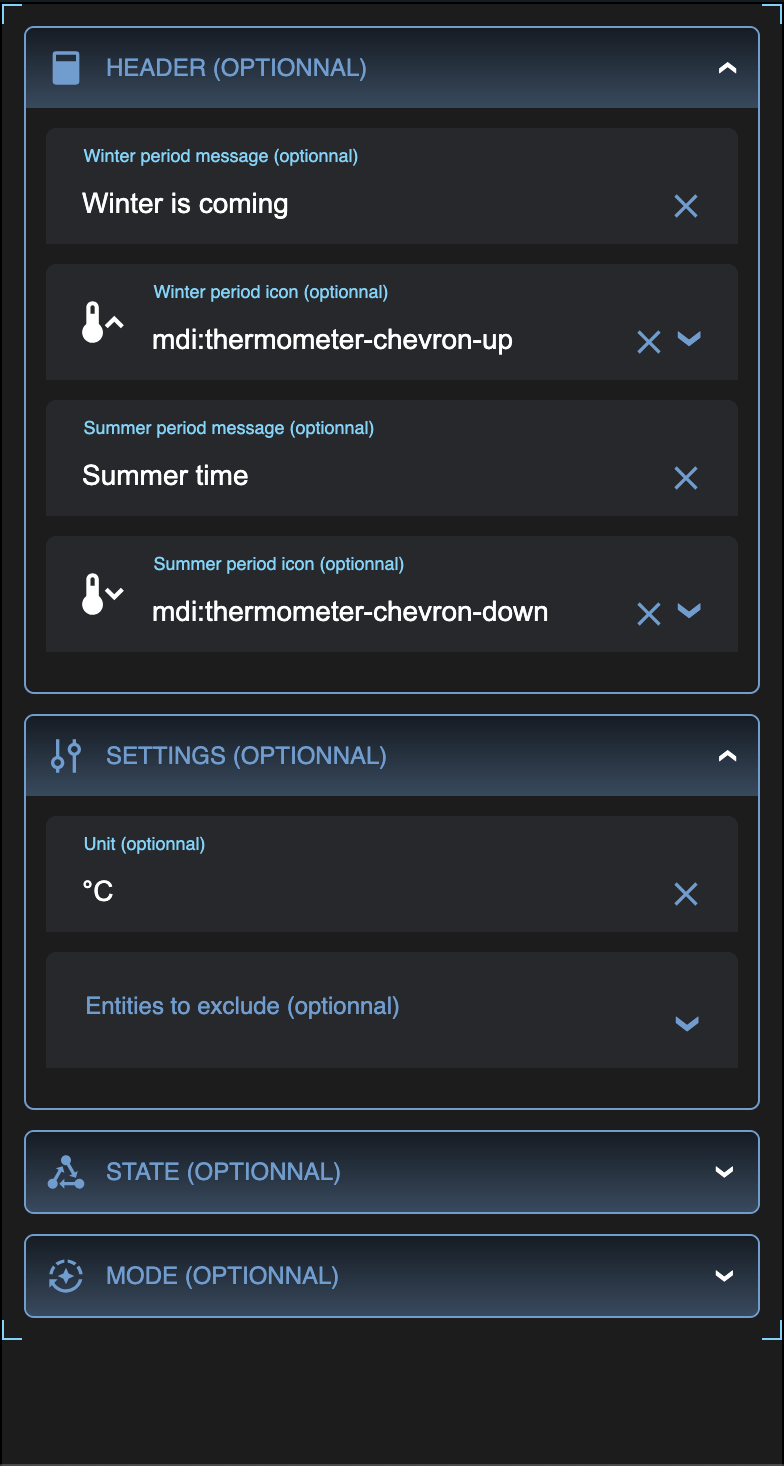 HEADER (OPTIONNAL)
Winter period message (optionnal)
Winter is coming
Winter period icon (optionnal)
mdi:thermometer-chevron-up
Summer period message (optionnal)
Summer time
Summer period icon (optionnal)
mdi:thermometer-chevron-down
SETTINGS (OPTIONNAL)
Unit (optionnal)
°C
Entities to exclude (optionnal)
STATE (OPTIONNAL)
MODE (OPTIONNAL)